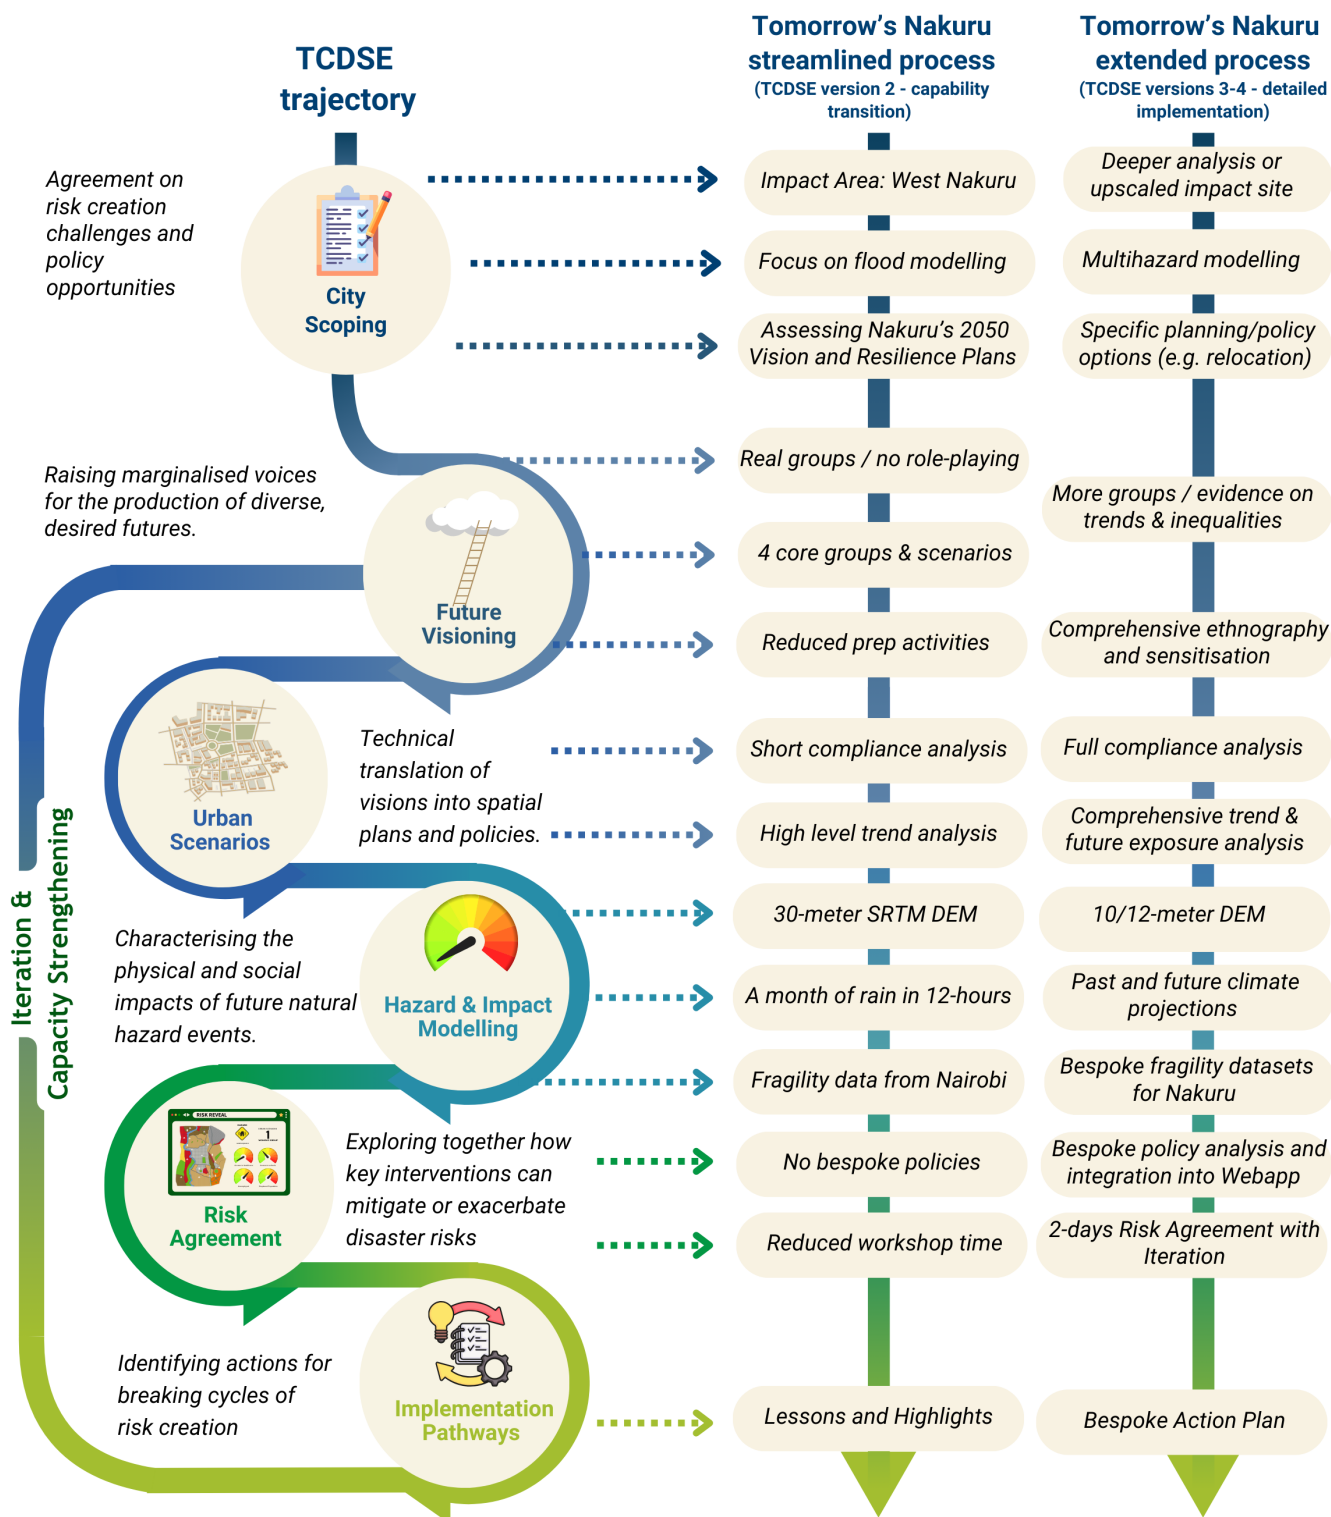 TCDSE
trajectory
Tomorrow's Nakuru
streamlined process
(TCDSE version 2 - capability
transition)
Tomorrow's Nakuru
extended process
(TCDSE versions 3-4 - detailed
implementation)
Agreement on
risk creation
challenges and
policy
opportunities
City
Scoping
Impact Area: West Nakuru
Deeper analysis or
upscaled impact site
Focus on flood modelling
Multihazard modelling
Assessing Nakuru's 2050
Vision and Resilience Plans
Specific planning/policy
options (e.g. relocation)
Raising marginalised voices
for the production of diverse,
desired futures.
Future
Visioning
Real groups / no role-playing
4 core groups & scenarios
More groups / evidence on
trends & inequalities
Reduced prep activities
Comprehensive ethnography
and sensitisation
Urban
Scenarios
Technical
translation of
visions into spatial
plans and policies.
Short compliance analysis
Full compliance analysis
High level trend analysis
Comprehensive trend &
future exposure analysis
Iteration &
Capacity Strengthening
Characterising the
physical and social
impacts of future natural
hazard events.
Hazard & Impact
Modelling
30-meter SRTM DEM
10/12-meter DEM
A month of rain in 12-hours
Past and future climate
projections
Fragility data from Nairobi
Bespoke fragility datasets
for Nakuru
RISK REVEAL
1
Risk
Agreement
Exploring together how
key interventions can
mitigate or exacerbate
disaster risks
No bespoke policies
Bespoke policy analysis and
integration into Webapp
Reduced workshop time
2-days Risk Agreement with
Iteration
Identifying actions for
breaking cycles of
risk creation
Implementation
Pathways
Lessons and Highlights
Bespoke Action Plan